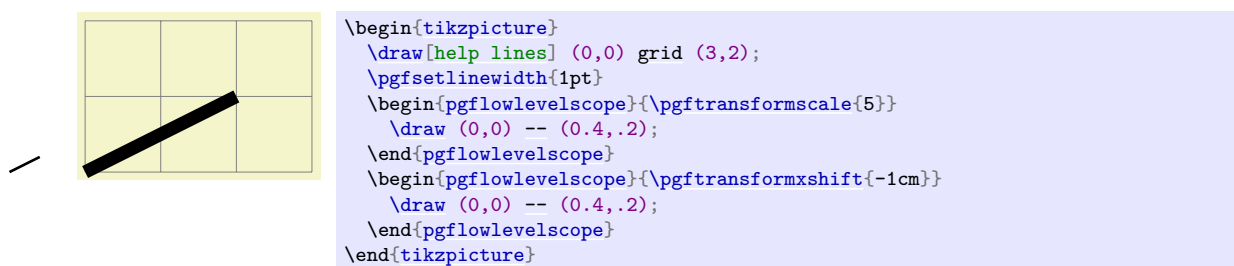 \begin{tikzpicture}
  \draw[help lines] (0,0) grid (3,2);
  \pgfsetlinewidth{1pt}
  \begin{pgflowlevelscope}{\pgftransformscale{5}}
    \draw (0,0) -- (0.4,.2);
  \end{pgflowlevelscope}
  \begin{pgflowlevelscope}{\pgftransformxshift{-1cm}}
    \draw (0,0) -- (0.4,.2);
  \end{pgflowlevelscope}
\end{tikzpicture}